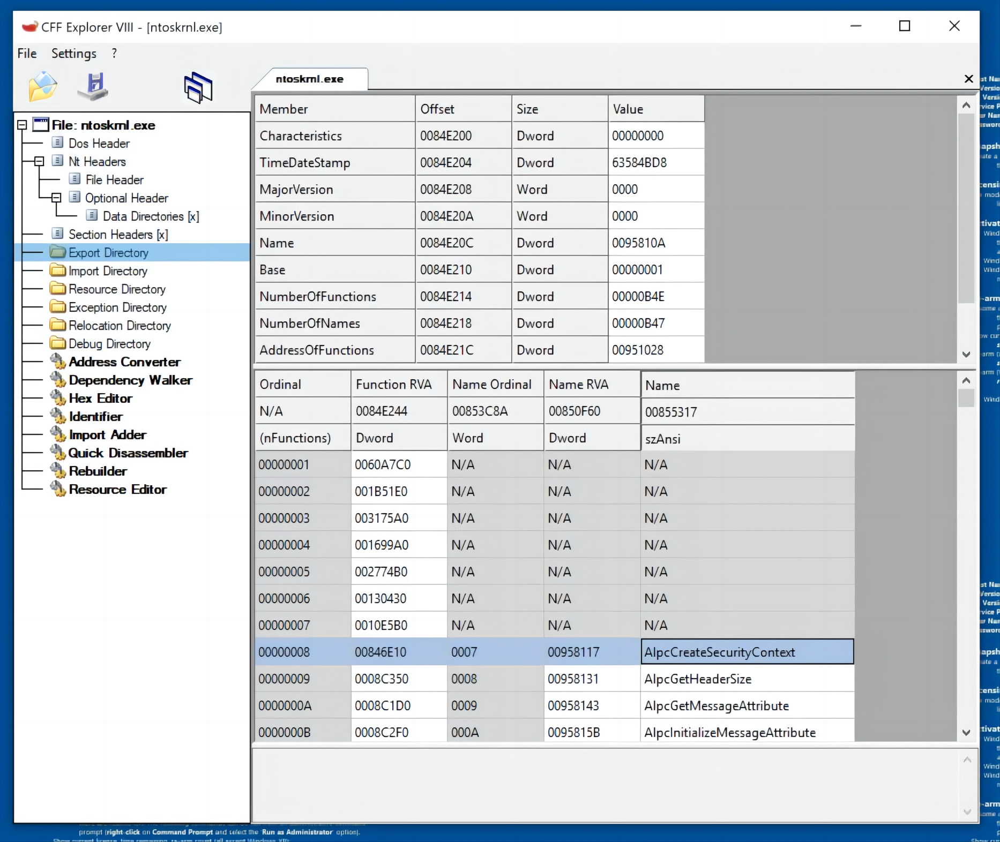 CFF Explorer VIII - [ntoskrnl.exe]
File Settings ?
ntoskrnl.exe
File: ntoskrnl.exe
Dos Header
Nt Headers
File Header
Optional Header
Data Directories [x]
Section Headers [x]
Export Directory
Import Directory
Resource Directory
Exception Directory
Relocation Directory
Debug Directory
Address Converter
Dependency Walker
Hex Editor
Identifier
Import Adder
Quick Disassembler
Rebuilder
Resource Editor
Member Offset Size Value
Characteristics 0084E200 Dword 00000000
TimeDateStamp 0084E204 Dword 63584BD8
MajorVersion 0084E208 Word 0000
MinorVersion 0084E20A Word 0000
Name 0084E20C Dword 0095810A
Base 0084E210 Dword 00000001
NumberOfFunctions 0084E214 Dword 00000B4E
NumberOfNames 0084E218 Dword 00000B47
AddressOfFunctions 0084E21C Dword 00951028
Ordinal Function RVA Name Ordinal Name RVA Name
N/A 0084E244 00853C8A 00850F60 00855317
(nFunctions) Dword Word Dword szAnsi
00000001 0060A7C0 N/A N/A N/A
00000002 001B51E0 N/A N/A N/A
00000003 003175A0 N/A N/A N/A
00000004 001699A0 N/A N/A N/A
00000005 002774B0 N/A N/A N/A
00000006 00130430 N/A N/A N/A
00000007 0010E5B0 N/A N/A N/A
00000008 00846E10 0007 00958117 AlpcCreateSecurityContext
00000009 0008C350 0008 00958131 AlpcGetHeaderSize
0000000A 0008C1D0 0009 00958143 AlpcGetMessageAttribute
0000000B 0008C2F0 000A 0095815B AlpcInitializeMessageAttribute
prompt (right-click on Command Prompt and select the 'Run as Administrator' option).